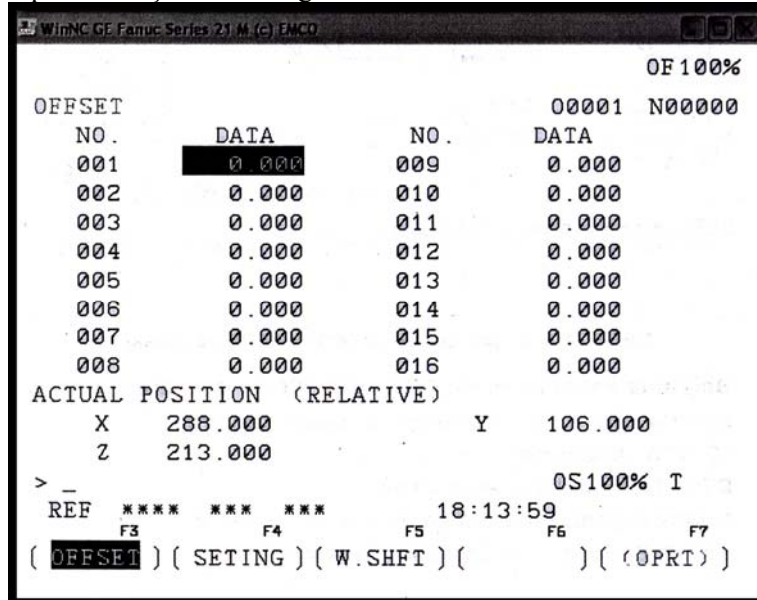 WinNC GE Fanuc Series 21 M (c) EMCO
OF 100%
OFFSET 00001 N00000
NO. DATA NO. DATA
001 0.000 009 0.000
002 0.000 010 0.000
003 0.000 011 0.000
004 0.000 012 0.000
005 0.000 013 0.000
006 0.000 014 0.000
007 0.000 015 0.000
008 0.000 016 0.000
ACTUAL POSITION (RELATIVE)
X 288.000 Y 106.000
Z 213.000
> _ OS100% T
REF **** *** *** 18:13:59
F3 F4 F5 F6 F7
( OFFSET ) ( SETING ) ( W.SHFT ) ( ) ( (OPRT) )